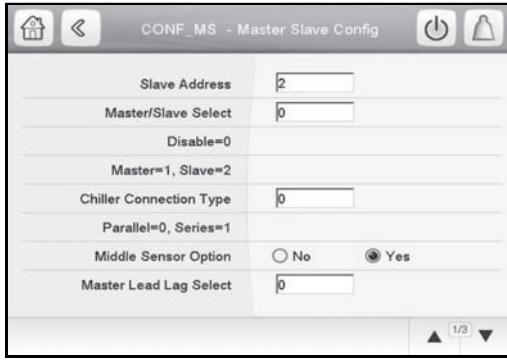 CONF_MS - Master Slave Config
Slave Address 2
Master/Slave Select 0
Disable=0
Master=1, Slave=2
Chiller Connection Type 0
Parallel=0, Series=1
Middle Sensor Option No Yes
Master Lead Lag Select 0
1/3